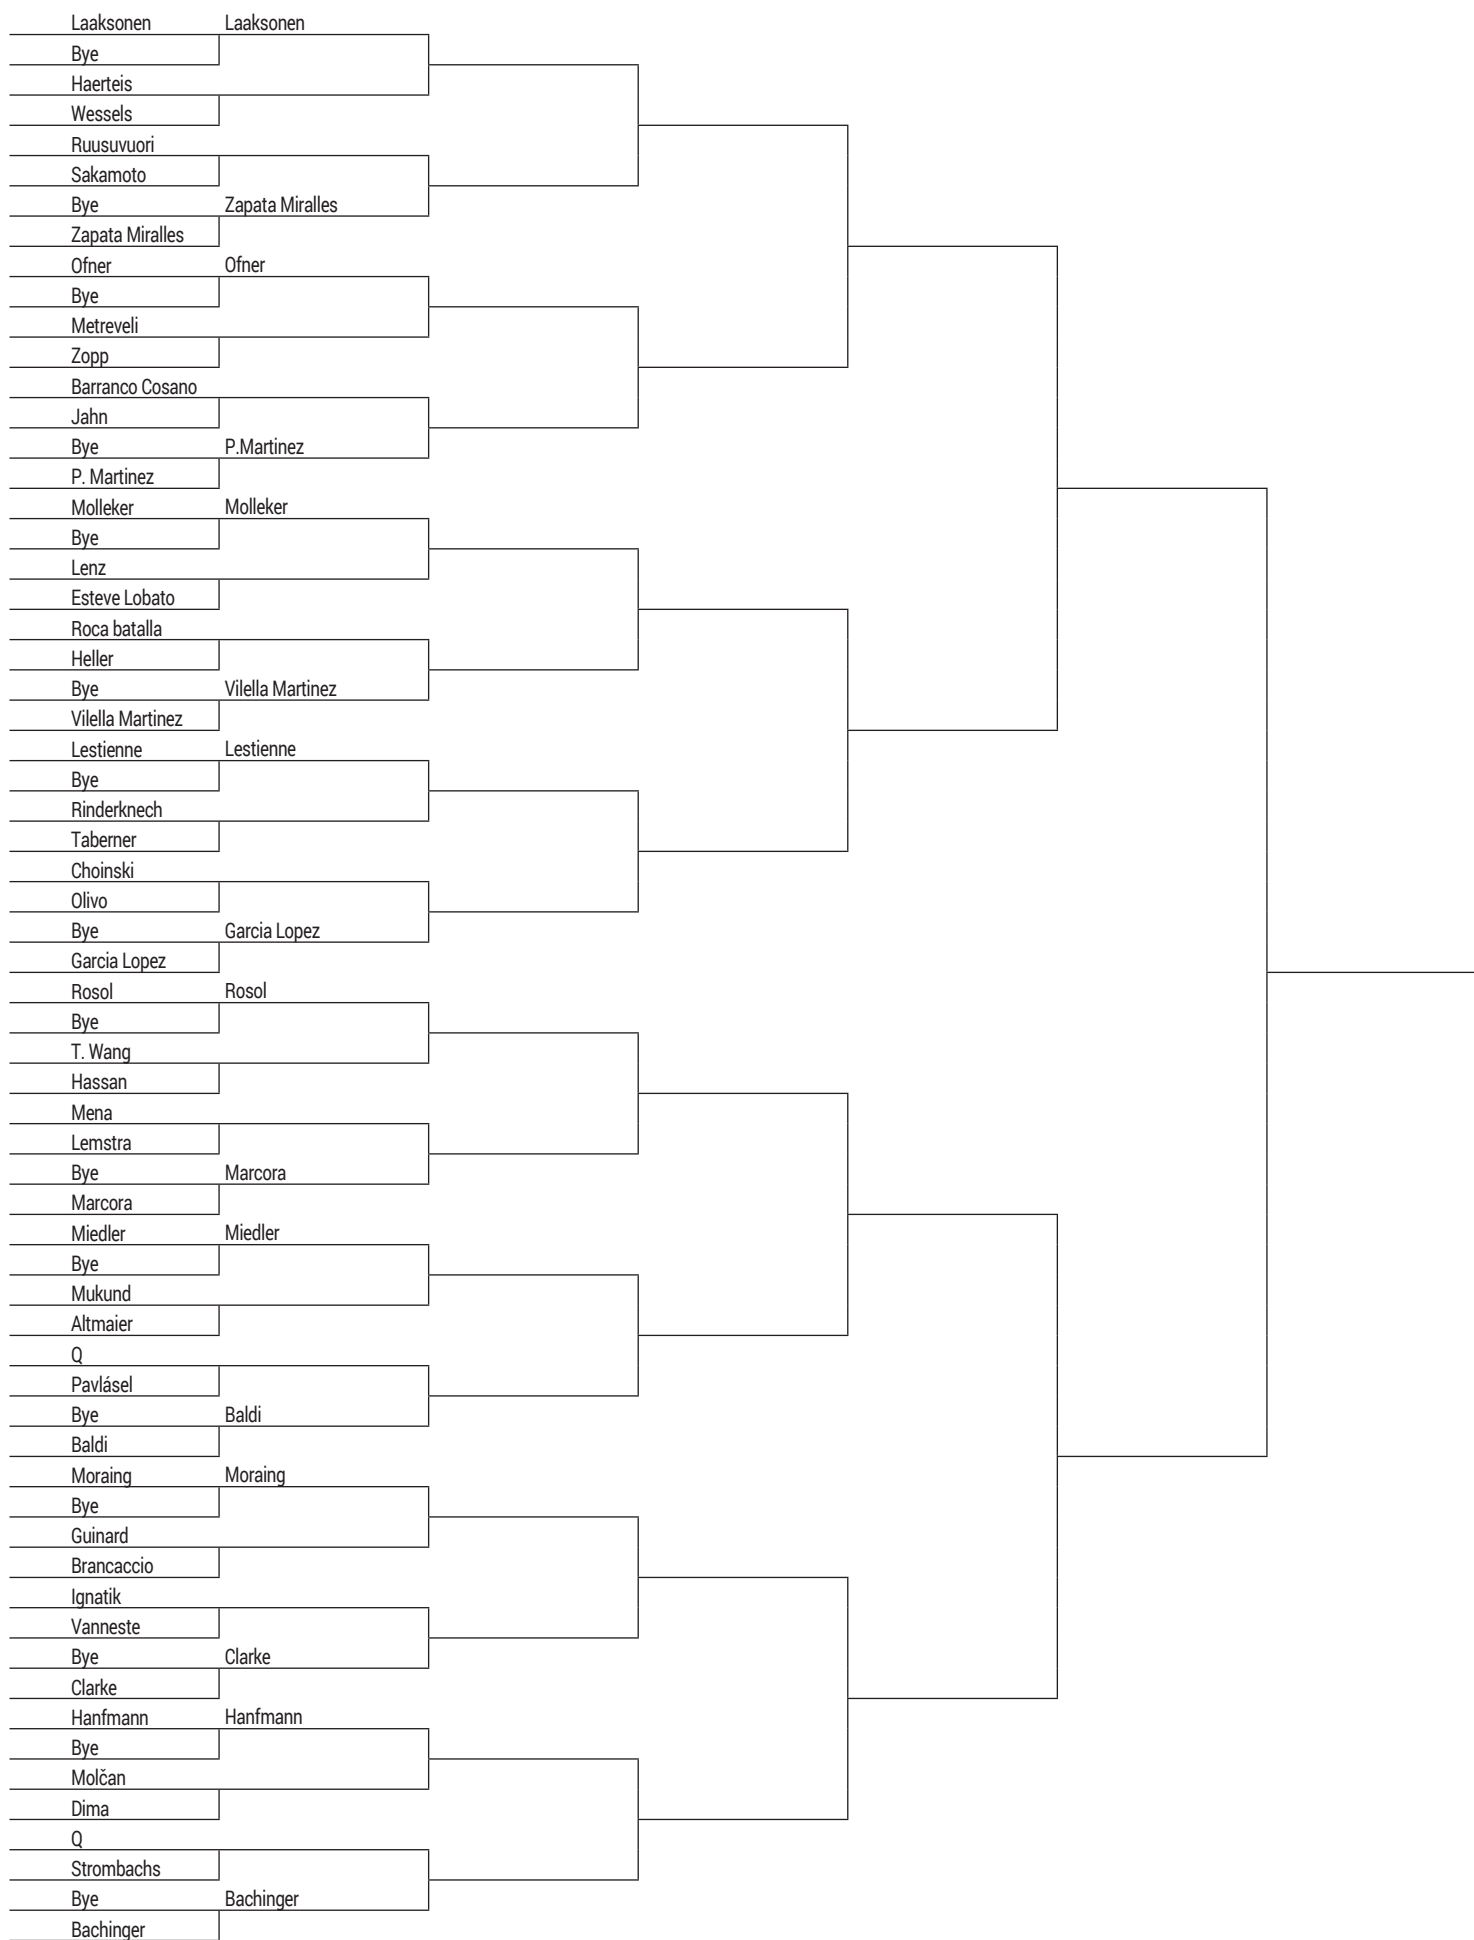 Laaksonen Laaksonen
Bye
Haerteis
Wessels
Ruusuvuori
Sakamoto
Bye Zapata Miralles
Zapata Miralles
Ofner Ofner
Bye
Metreveli
Zopp
Barranco Cosano
Jahn
Bye P.Martinez
P. Martinez
Molleker Molleker
Bye
Lenz
Esteve Lobato
Roca batalla
Heller
Bye Vilella Martinez
Vilella Martinez
Lestienne Lestienne
Bye
Rinderknech
Taberner
Choinski
Olivo
Bye Garcia Lopez
Garcia Lopez
Rosol Rosol
Bye
T. Wang
Hassan
Mena
Lemstra
Bye Marcora
Marcora
Miedler Miedler
Bye
Mukund
Altmaier
Q
Pavlásel
Bye Baldi
Baldi
Moraing Moraing
Bye
Guinard
Brancaccio
Ignatik
Vanneste
Bye Clarke
Clarke
Hanfmann Hanfmann
Bye
Molčan
Dima
Q
Strombachs
Bye Bachinger
Bachinger